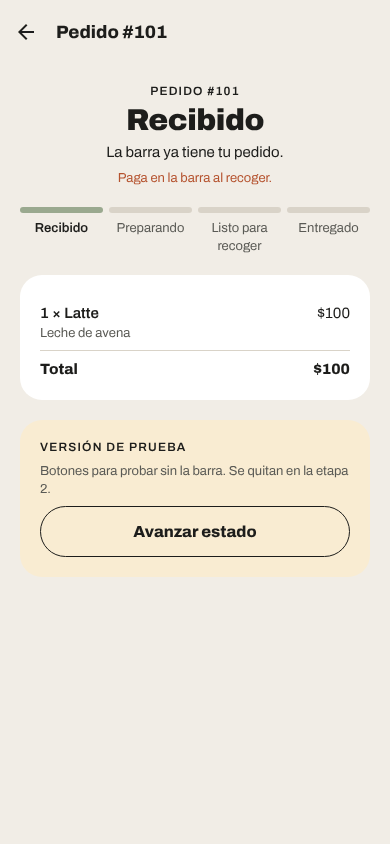 Pedido #101
PEDIDO #101
Recibido
La barra ya tiene tu pedido.
Paga en la barra al recoger.
Recibido
Preparando
Listo para
recoger
Entregado
1 × Latte $100
Leche de avena
Total $100
VERSIÓN DE PRUEBA
Botones para probar sin la barra. Se quitan en la etapa
2.
Avanzar estado